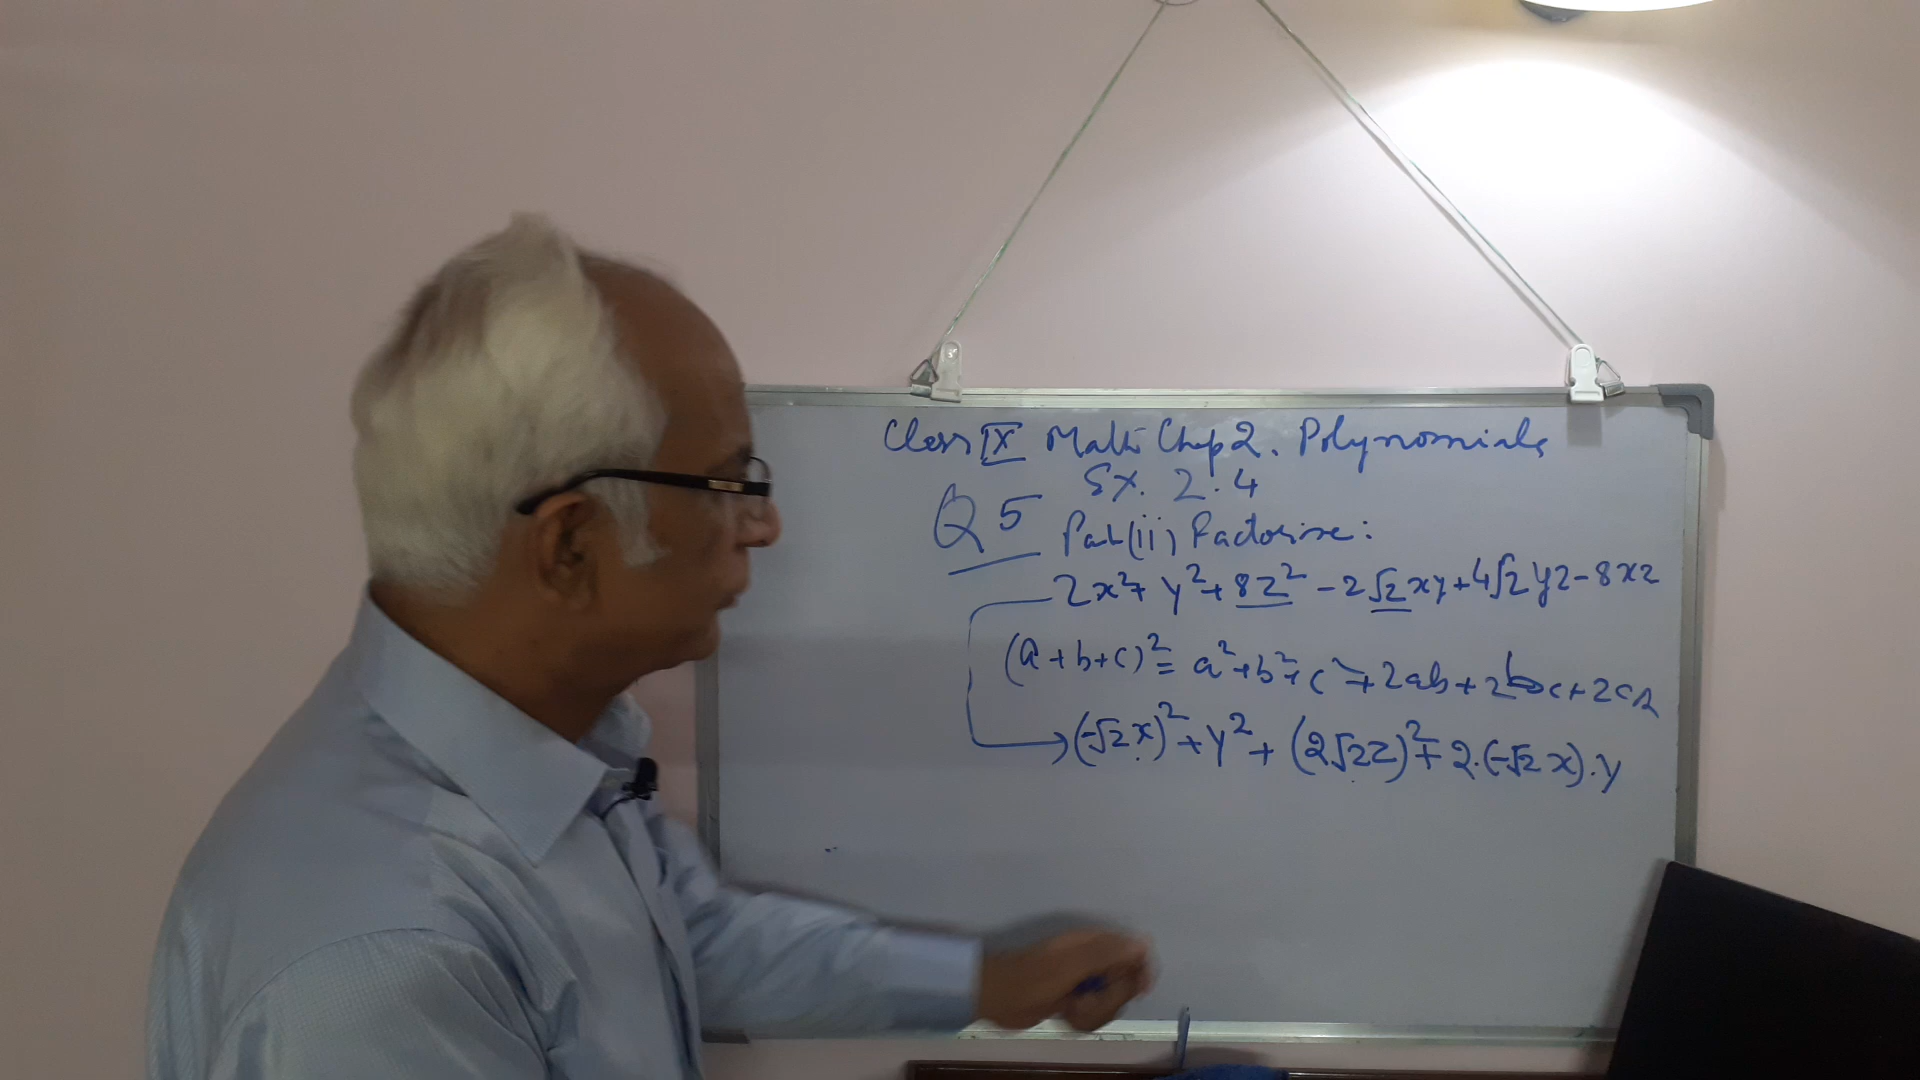 Class IX Math Chap 2. Polynomials
Ex. 2.4
Q5 Part (ii) Factorise:
2x² + y² + 8z² - 2√2xy + 4√2yz - 8xz
(a+b+c)² = a² + b² + c² + 2ab + 2bc + 2ca
(-√2x)² + y² + (2√2z)² + 2.(-√2x).y